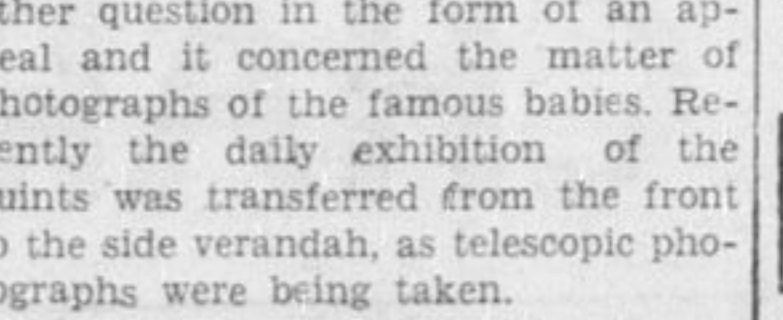 ther question in the form of an ap-
eal and it concerned the matter of
hotographs of the famous babies. Re-
ently the daily exhibition of the
uints was transferred from the front
o the side verandah, as telescopic pho-
ographs were being taken.